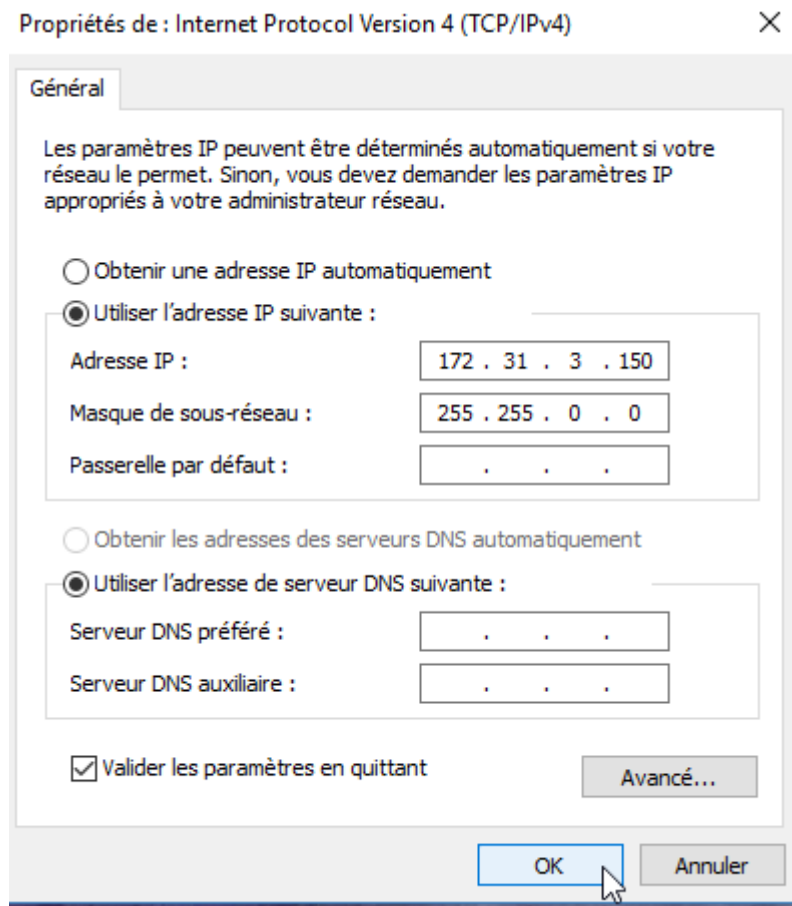 Propriétés de : Internet Protocol Version 4 (TCP/IPv4)
Général
Les paramètres IP peuvent être déterminés automatiquement si votre
réseau le permet. Sinon, vous devez demander les paramètres IP
appropriés à votre administrateur réseau.
Obtenir une adresse IP automatiquement
Utiliser l'adresse IP suivante :
Adresse IP : 172 . 31 . 3 . 150
Masque de sous-réseau : 255 . 255 . 0 . 0
Passerelle par défaut : . . .
Obtenir les adresses des serveurs DNS automatiquement
Utiliser l'adresse de serveur DNS suivante :
Serveur DNS préféré : . . .
Serveur DNS auxiliaire : . . .
Valider les paramètres en quittant
Avancé...
OK Annuler